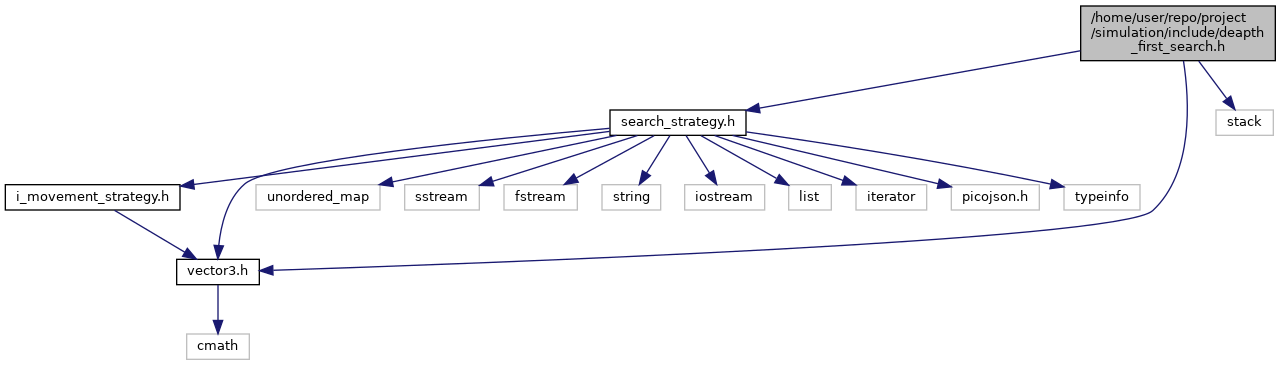 /home/user/repo/project
/simulation/include/deapth
_first_search.h
search_strategy.h
stack
i_movement_strategy.h
unordered_map
sstream
fstream
string
iostream
list
iterator
picojson.h
typeinfo
vector3.h
cmath